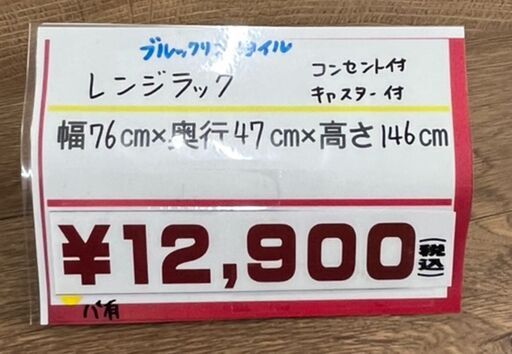 ブルックリンスタイル
レンジラック
コンセント付
キャスター付
幅76cm×奥行47cm×高さ146cm
¥12,900(税込)
バ有